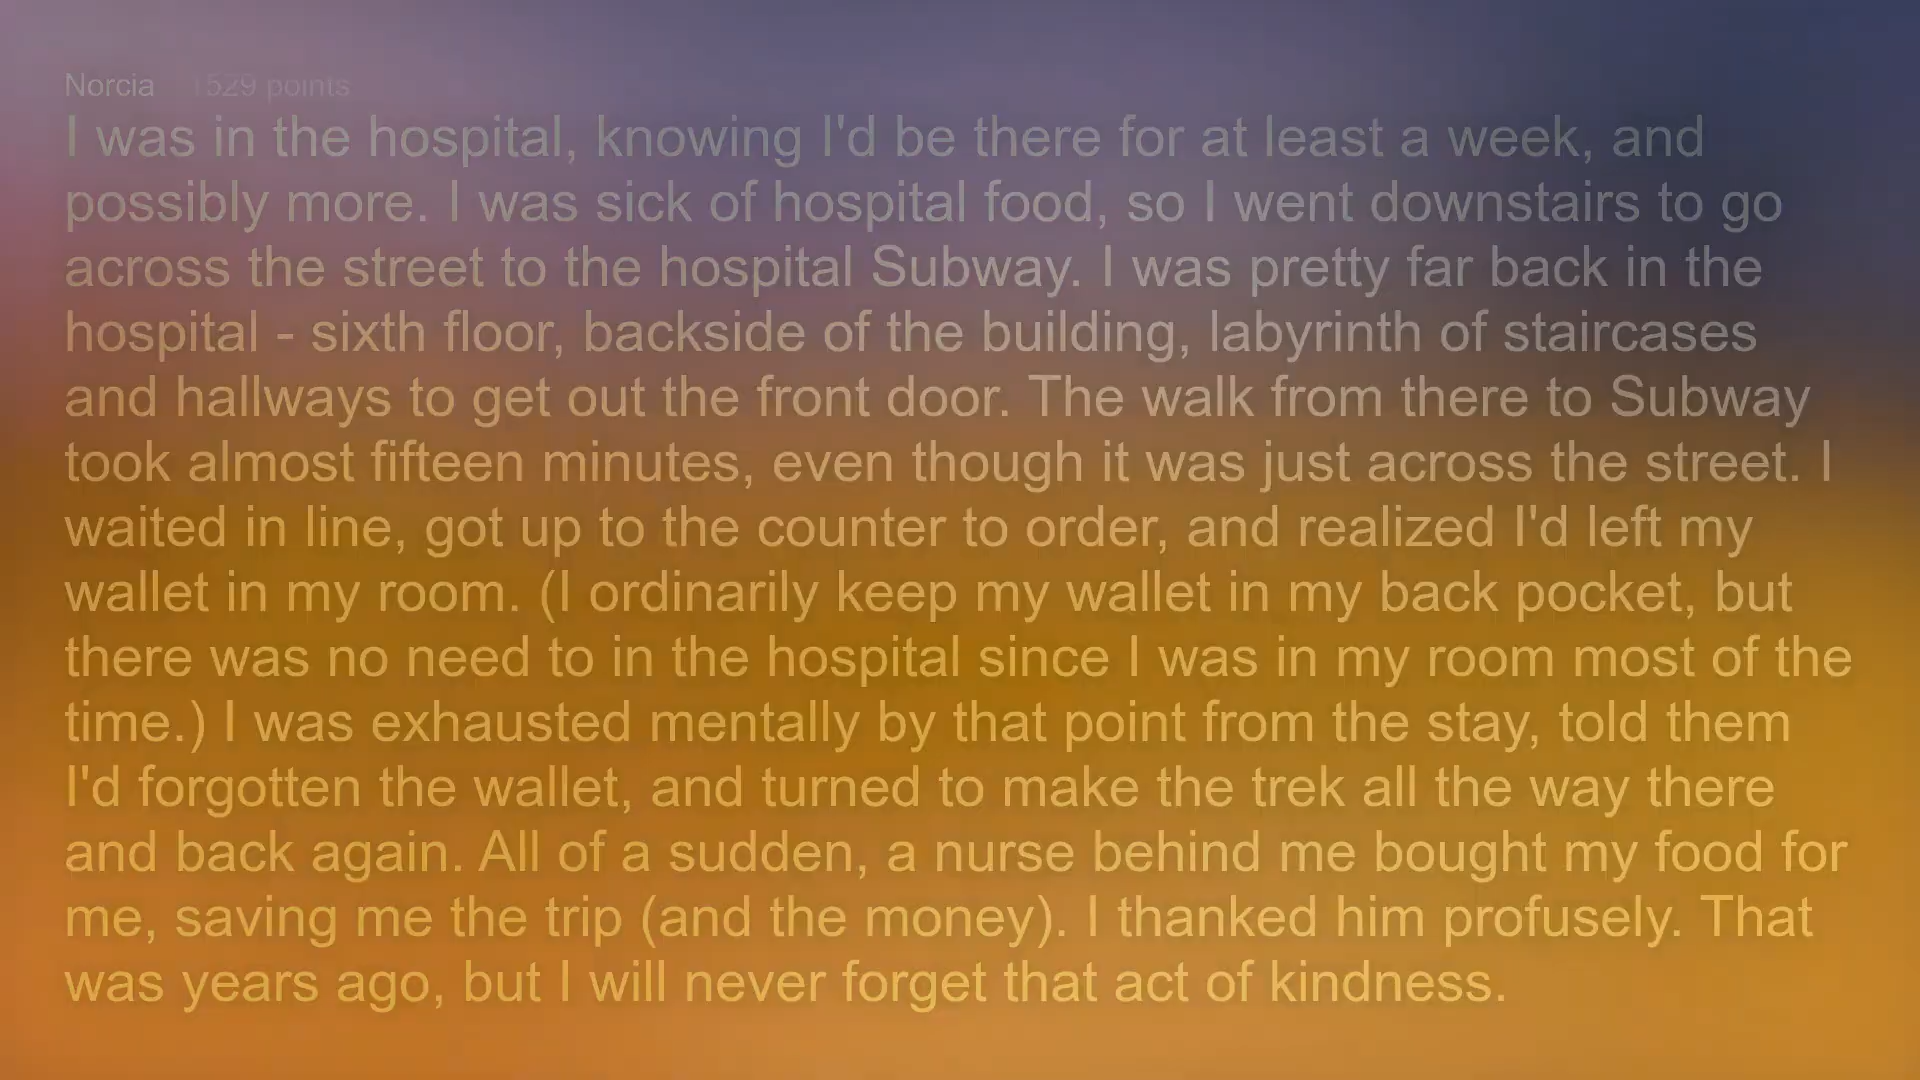 Norcia 1529 points
I was in the hospital, knowing I'd be there for at least a week, and
possibly more. I was sick of hospital food, so I went downstairs to go
across the street to the hospital Subway. I was pretty far back in the
hospital - sixth floor, backside of the building, labyrinth of staircases
and hallways to get out the front door. The walk from there to Subway
took almost fifteen minutes, even though it was just across the street. I
waited in line, got up to the counter to order, and realized I'd left my
wallet in my room. (I ordinarily keep my wallet in my back pocket, but
there was no need to in the hospital since I was in my room most of the
time.) I was exhausted mentally by that point from the stay, told them
I'd forgotten the wallet, and turned to make the trek all the way there
and back again. All of a sudden, a nurse behind me bought my food for
me, saving me the trip (and the money). I thanked him profusely. That
was years ago, but I will never forget that act of kindness.